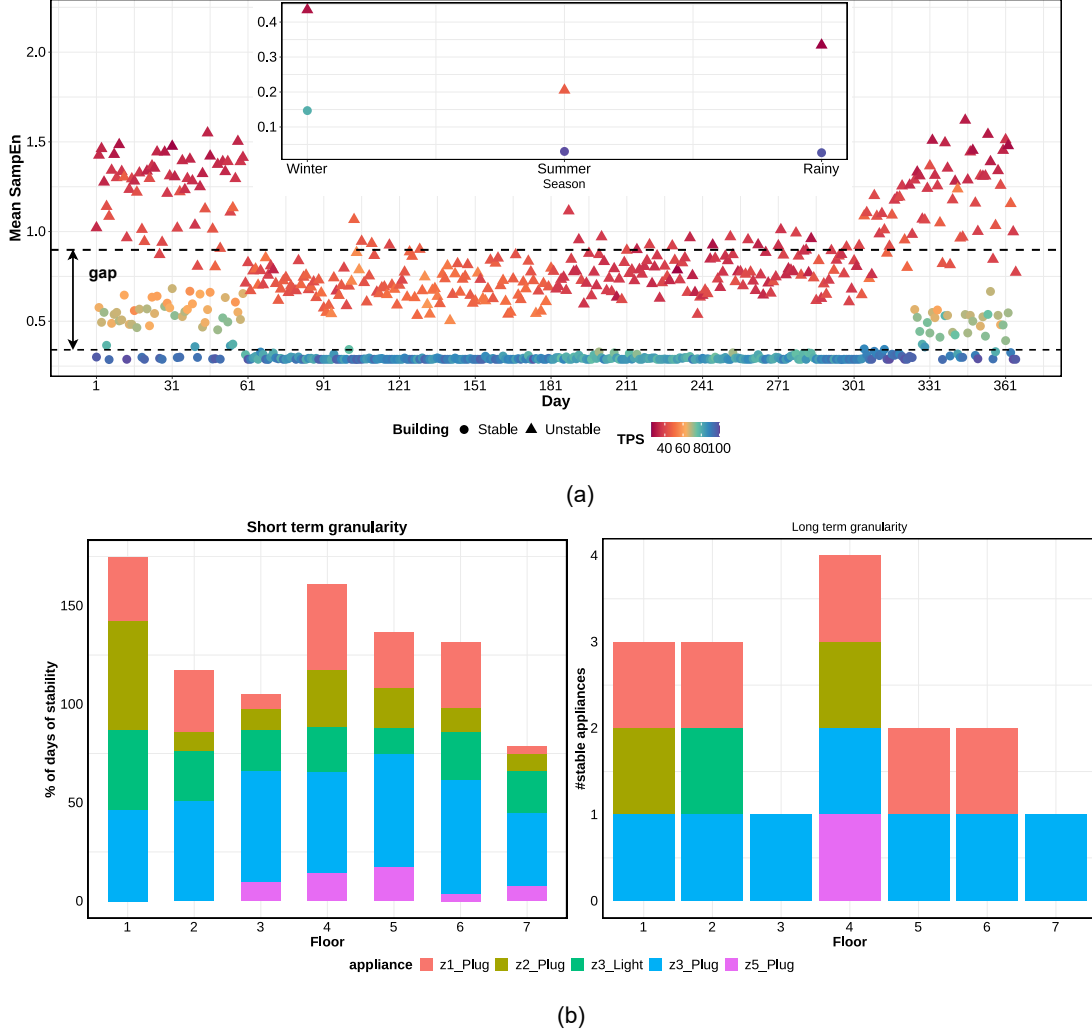 0.4
0.3
0.2
0.1
Winter
Summer
Rainy
Season
2.0
1.5
1.0
0.5
Mean SampEn
gap
1 31 61 91 121 151 181 211 241 271 301 331 361
Day
Building Stable Unstable
TPS
40 60 80 100
(a)
Short term granularity
150
100
50
0
% of days of stability
1 2 3 4 5 6 7
Floor
Long term granularity
4
3
2
1
0
#stable appliances
1 2 3 4 5 6 7
Floor
appliance z1_Plug z2_Plug z3_Light z3_Plug z5_Plug
(b)